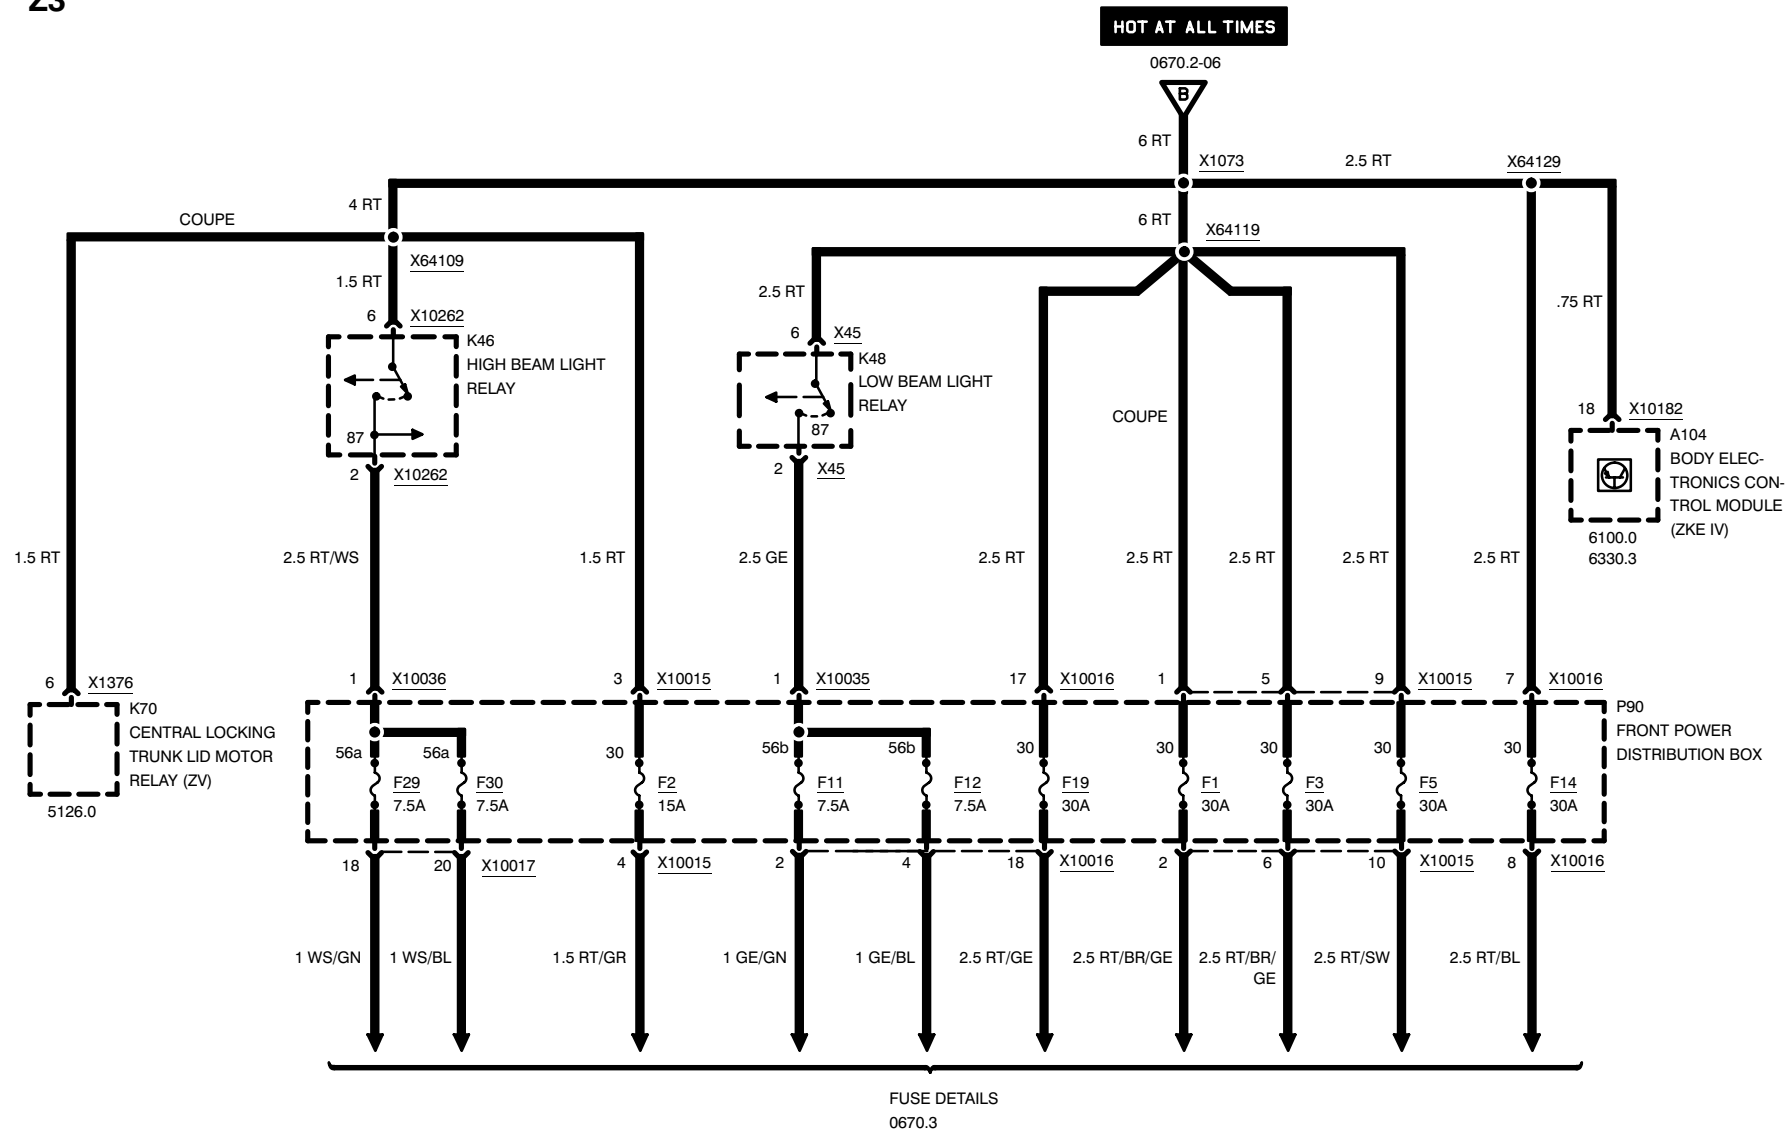 Z3
HOT AT ALL TIMES
0670.2-06
B
6 RT
X1073
2.5 RT
X64129
4 RT
6 RT
COUPE
X64119
X64109
1.5 RT
2.5 RT
.75 RT
6
X10262
6
X45
K46
HIGH BEAM LIGHT
RELAY
K48
LOW BEAM LIGHT
RELAY
87
87
2
X10262
2
X45
COUPE
18
X10182
A104
BODY ELEC-
TRONICS CON-
TROL MODULE
(ZKE IV)
6100.0
6330.3
1.5 RT
2.5 RT/WS
1.5 RT
2.5 GE
2.5 RT
2.5 RT
2.5 RT
2.5 RT
2.5 RT
6
X1376
1
X10036
3
X10015
1
X10035
17
X10016
1
5
9
X10015
7
X10016
K70
CENTRAL LOCKING
TRUNK LID MOTOR
RELAY (ZV)
5126.0
P90
FRONT POWER
DISTRIBUTION BOX
56a
56a
30
56b
56b
30
30
30
30
30
F29
7.5A
F30
7.5A
F2
15A
F11
7.5A
F12
7.5A
F19
30A
F1
30A
F3
30A
F5
30A
F14
30A
18
20
X10017
4
X10015
2
4
18
X10016
2
6
10
X10015
8
X10016
1 WS/GN
1 WS/BL
1.5 RT/GR
1 GE/GN
1 GE/BL
2.5 RT/GE
2.5 RT/BR/GE
2.5 RT/BR/
GE
2.5 RT/SW
2.5 RT/BL
FUSE DETAILS
0670.3